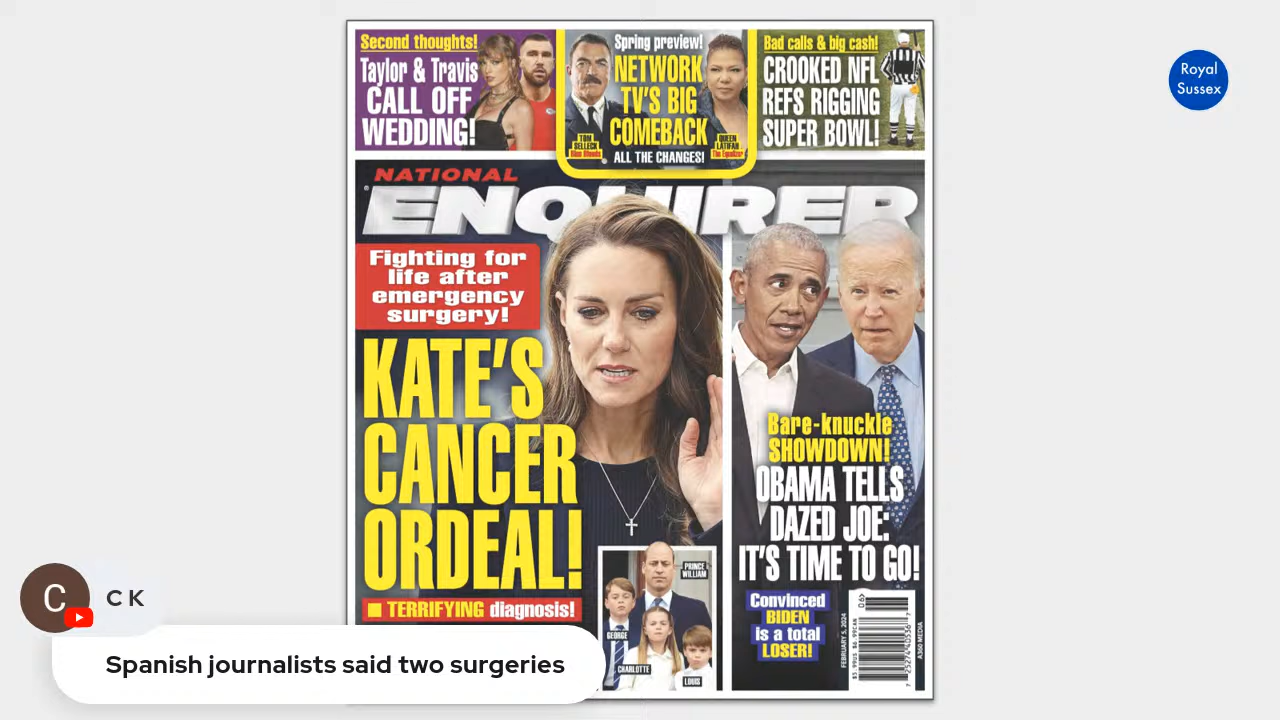 Second thoughts!
Taylor & Travis
CALL OFF
WEDDING!
Spring preview!
NETWORK
TV'S BIG
COMEBACK
ALL THE CHANGES!
TOM
SELLECK
Blue Bloods
QUEEN
LATIFAH
The Equalizer
Bad calls & big cash!
CROOKED NFL
REFS RIGGING
SUPER BOWL!
Royal
Sussex
NATIONAL
ENQUIRER
Fighting for
life after
emergency
surgery!
KATE'S
CANCER
ORDEAL!
TERRIFYING diagnosis!
PRINCE
WILLIAM
GEORGE
CHARLOTTE
LOUIS
Bare-knuckle
SHOWDOWN!
OBAMA TELLS
DAZED JOE:
IT'S TIME TO GO!
Convinced
BIDEN
is a total
LOSER!
FEBRUARY 5, 2024
A360 MEDIA
C
C K
Spanish journalists said two surgeries